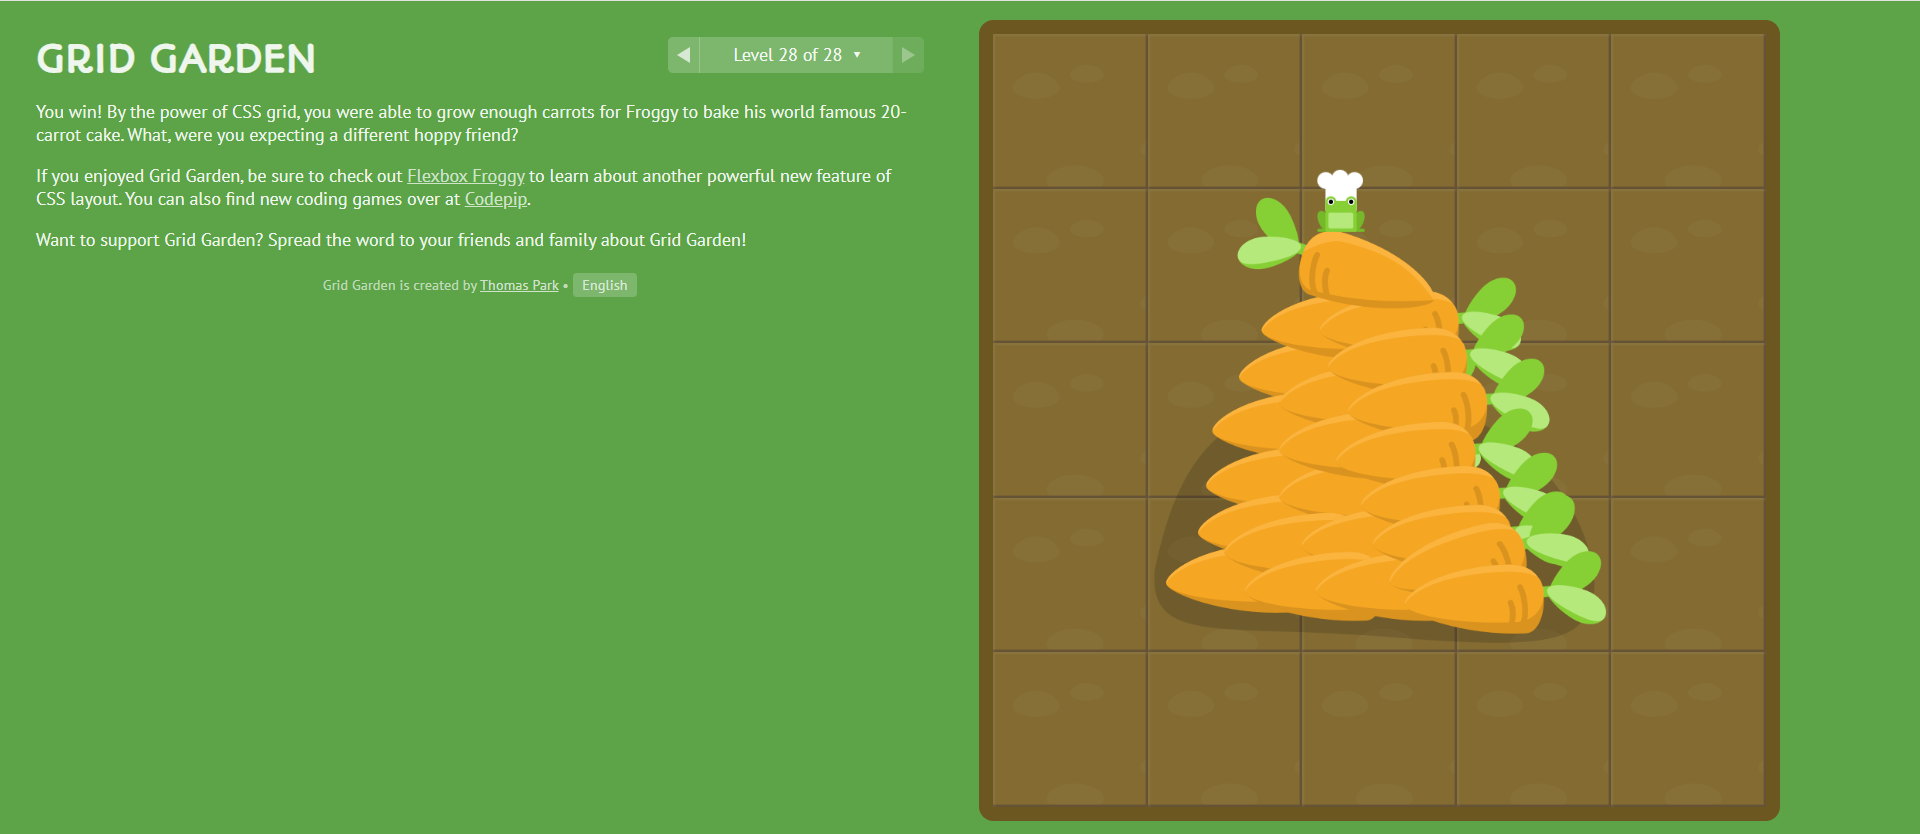 GRID GARDEN
Level 28 of 28
You win! By the power of CSS grid, you were able to grow enough carrots for Froggy to bake his world famous 20-
carrot cake. What, were you expecting a different hoppy friend?
If you enjoyed Grid Garden, be sure to check out Flexbox Froggy to learn about another powerful new feature of
CSS layout. You can also find new coding games over at Codepip.
Want to support Grid Garden? Spread the word to your friends and family about Grid Garden!
Grid Garden is created by Thomas Park • English